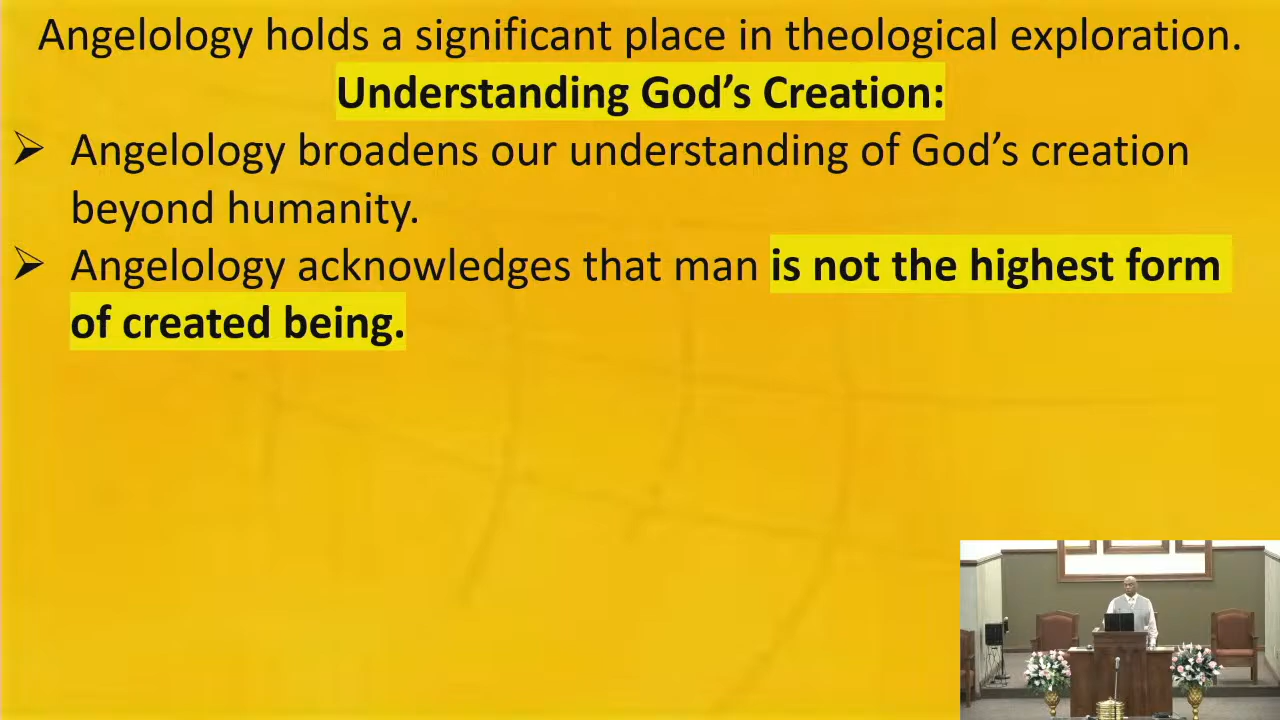 Angelology holds a significant place in theological exploration.
Understanding God’s Creation:
➢ Angelology broadens our understanding of God’s creation
beyond humanity.
➢ Angelology acknowledges that man is not the highest form
of created being.